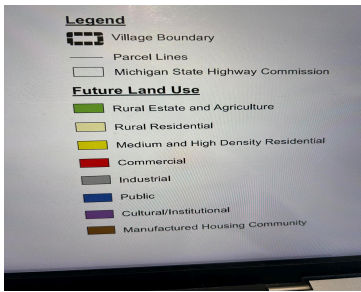 Legend
Village Boundary
Parcel Lines
Michigan State Highway Commission
Future Land Use
Rural Estate and Agriculture
Rural Residential
Medium and High Density Residential
Commercial
Industrial
Public
Cultural/Institutional
Manufactured Housing Community